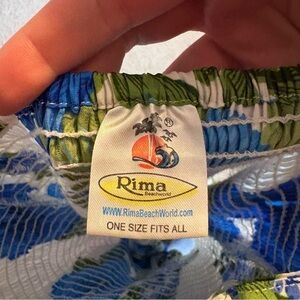 ®
Rima
Beachworld
www.RimaBeachWorld.com
ONE SIZE FITS ALL